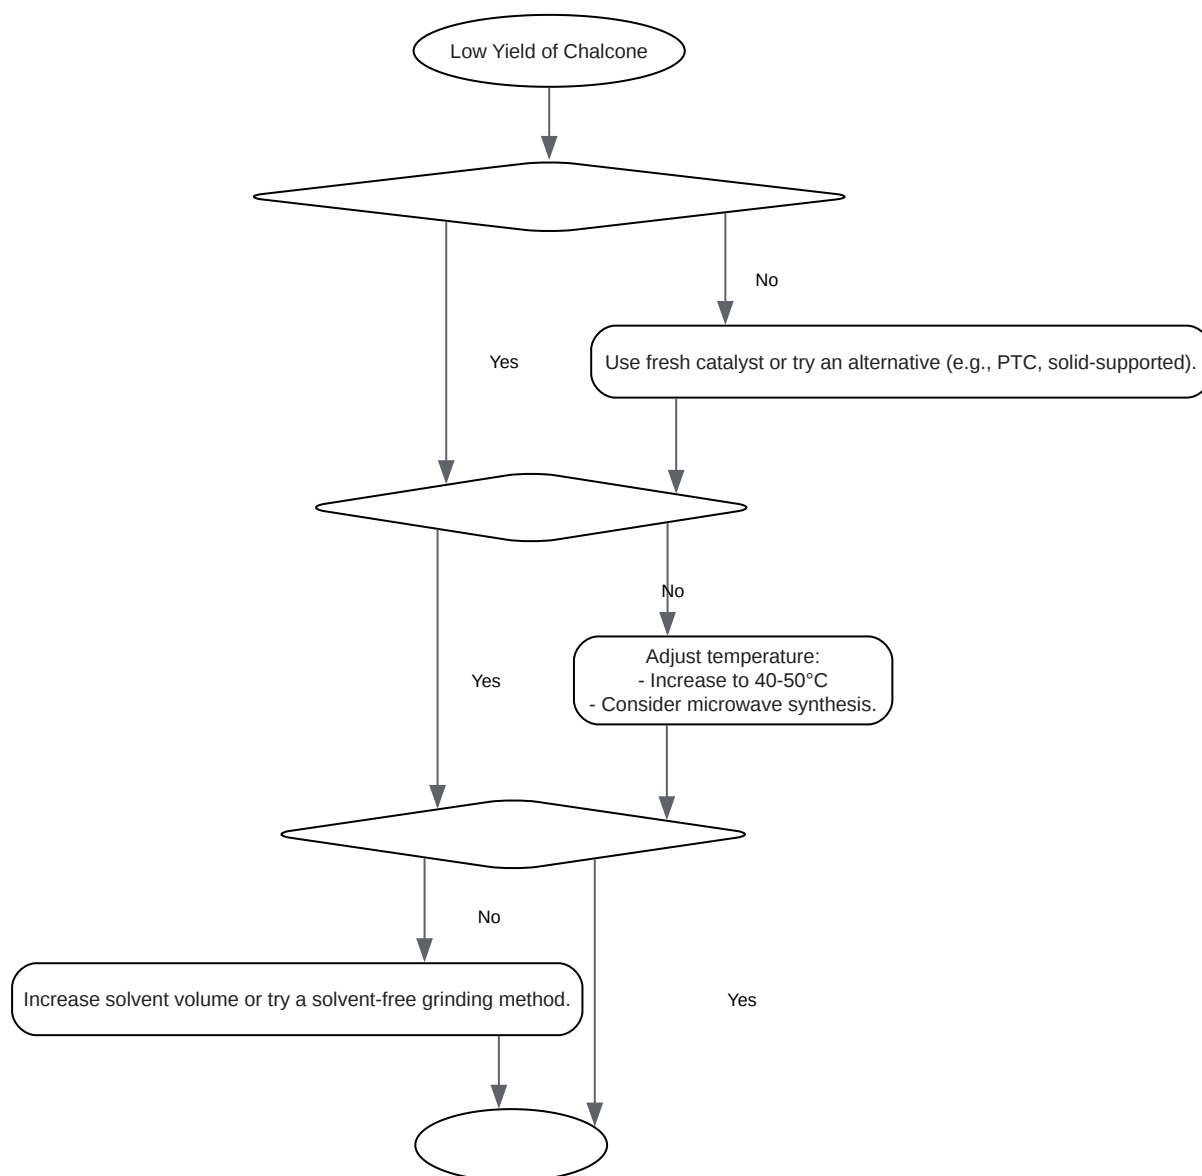 Low Yield of Chalcone
No
Yes
Use fresh catalyst or try an alternative (e.g., PTC, solid-supported).
No
Adjust temperature:
- Increase to 40-50°C
- Consider microwave synthesis.
Yes
No
Increase solvent volume or try a solvent-free grinding method.
Yes